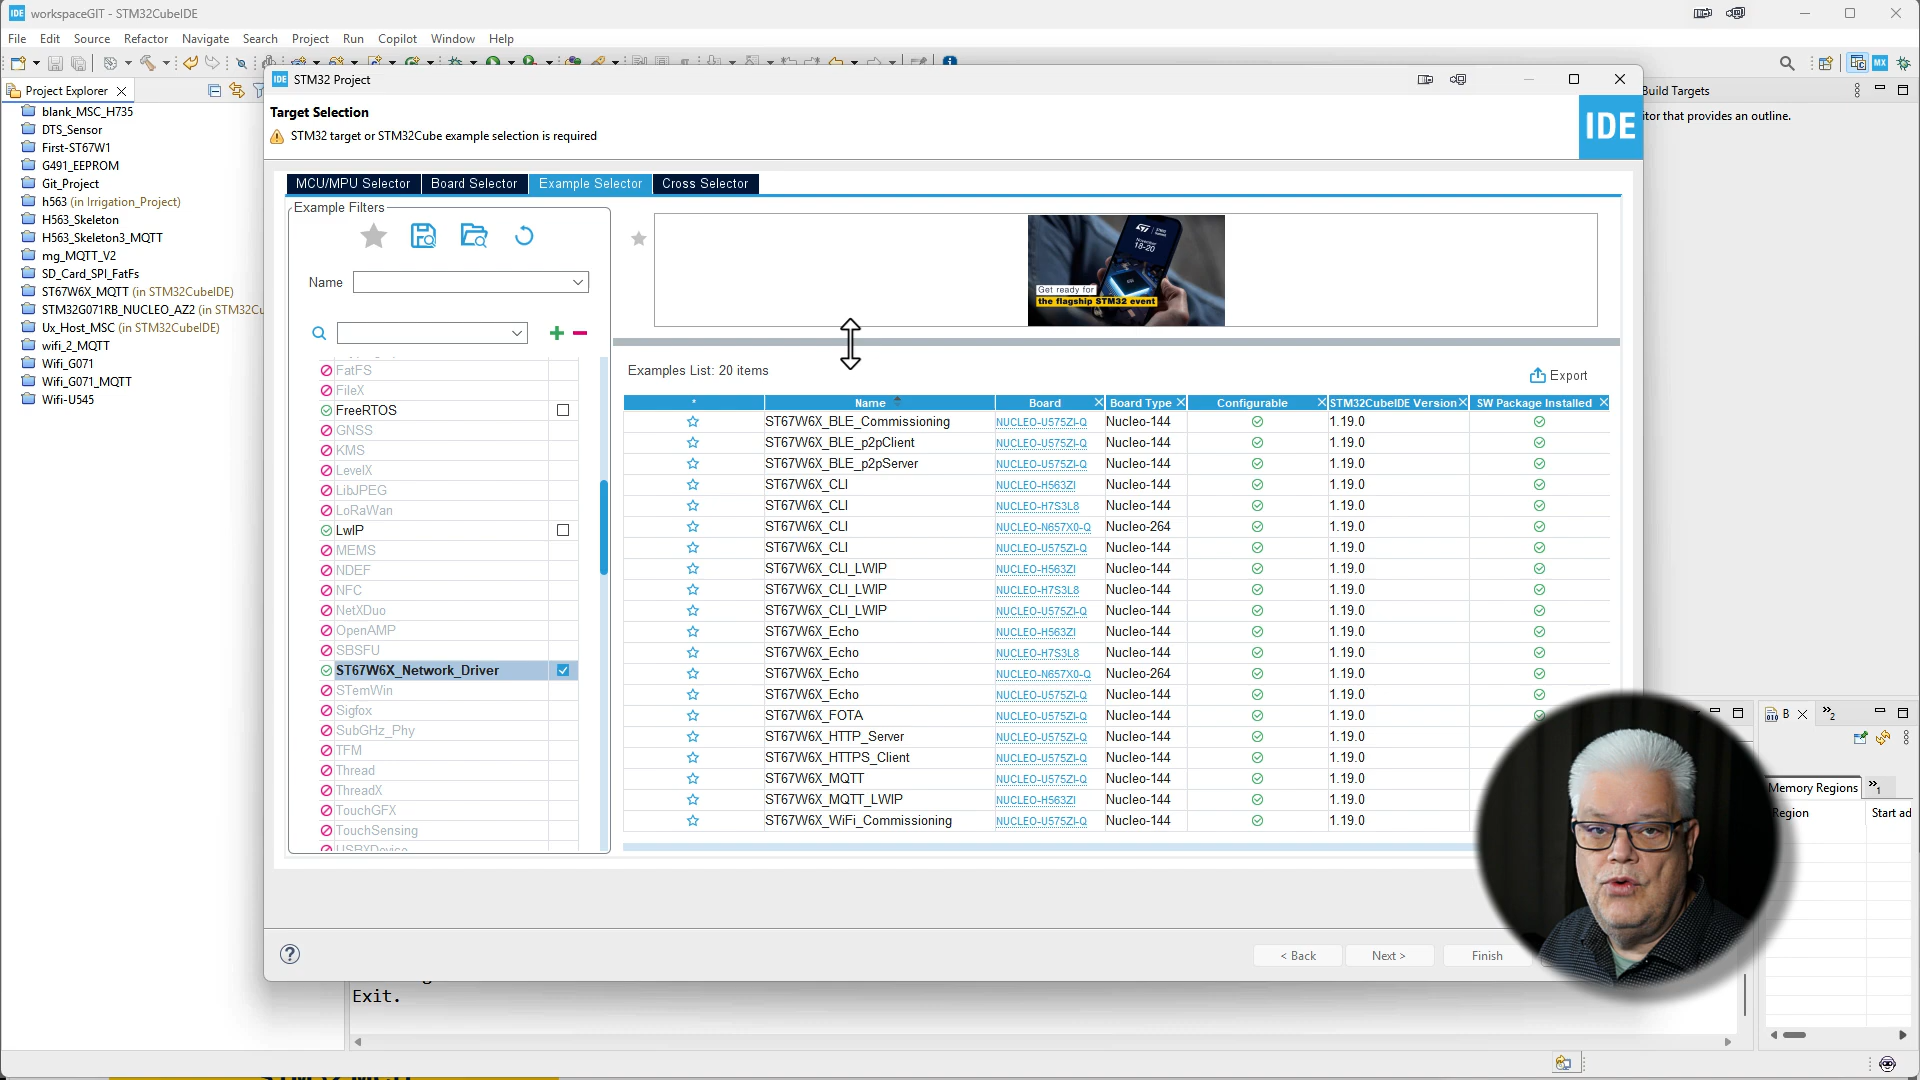 IDE workspaceGIT - STM32CubeIDE
File Edit Source Refactor Navigate Search Project Run Copilot Window Help
MX
Project Explorer
blank_MSC_H735
DTS_Sensor
First-ST67W1
G491_EEPROM
Git_Project
h563 (in Irrigation_Project)
H563_Skeleton
H563_Skeleton3_MQTT
mg_MQTT_V2
SD_Card_SPI_FatFs
ST67W6X_MQTT (in STM32CubeIDE)
STM32G071RB_NUCLEO_AZ2 (in STM32Cu
Ux_Host_MSC (in STM32CubeIDE)
wifi_2_MQTT
Wifi_G071
Wifi_G071_MQTT
Wifi-U545
IDE STM32 Project
Target Selection
STM32 target or STM32Cube example selection is required
IDE
MCU/MPU Selector Board Selector Example Selector Cross Selector
Example Filters
Name
FatFS
FileX
FreeRTOS
GNSS
KMS
LevelX
LibJPEG
LoRaWan
LwIP
MEMS
NDEF
NFC
NetXDuo
OpenAMP
SBSFU
ST67W6X_Network_Driver
STemWin
Sigfox
SubGHz_Phy
TFM
Thread
ThreadX
TouchGFX
TouchSensing
USBXDevice
November
18-20
Get ready for
the flagship STM32 event
Examples List: 20 items
Export
* Name Board Board Type Configurable STM32CubeIDE Version SW Package Installed
ST67W6X_BLE_Commissioning NUCLEO-U575ZI-Q Nucleo-144 1.19.0
ST67W6X_BLE_p2pClient NUCLEO-U575ZI-Q Nucleo-144 1.19.0
ST67W6X_BLE_p2pServer NUCLEO-U575ZI-Q Nucleo-144 1.19.0
ST67W6X_CLI NUCLEO-H563ZI Nucleo-144 1.19.0
ST67W6X_CLI NUCLEO-H7S3L8 Nucleo-144 1.19.0
ST67W6X_CLI NUCLEO-N657X0-Q Nucleo-264 1.19.0
ST67W6X_CLI NUCLEO-U575ZI-Q Nucleo-144 1.19.0
ST67W6X_CLI_LWIP NUCLEO-H563ZI Nucleo-144 1.19.0
ST67W6X_CLI_LWIP NUCLEO-H7S3L8 Nucleo-144 1.19.0
ST67W6X_CLI_LWIP NUCLEO-U575ZI-Q Nucleo-144 1.19.0
ST67W6X_Echo NUCLEO-H563ZI Nucleo-144 1.19.0
ST67W6X_Echo NUCLEO-H7S3L8 Nucleo-144 1.19.0
ST67W6X_Echo NUCLEO-N657X0-Q Nucleo-264 1.19.0
ST67W6X_Echo NUCLEO-U575ZI-Q Nucleo-144 1.19.0
ST67W6X_FOTA NUCLEO-U575ZI-Q Nucleo-144 1.19.0
ST67W6X_HTTP_Server NUCLEO-U575ZI-Q Nucleo-144 1.19.0
ST67W6X_HTTPS_Client NUCLEO-U575ZI-Q Nucleo-144 1.19.0
ST67W6X_MQTT NUCLEO-U575ZI-Q Nucleo-144 1.19.0
ST67W6X_MQTT_LWIP NUCLEO-H563ZI Nucleo-144 1.19.0
ST67W6X_WiFi_Commissioning NUCLEO-U575ZI-Q Nucleo-144 1.19.0
< Back Next > Finish
Build Targets
itor that provides an outline.
010 B
2
Memory Regions
1
Region Start ad
Exit.